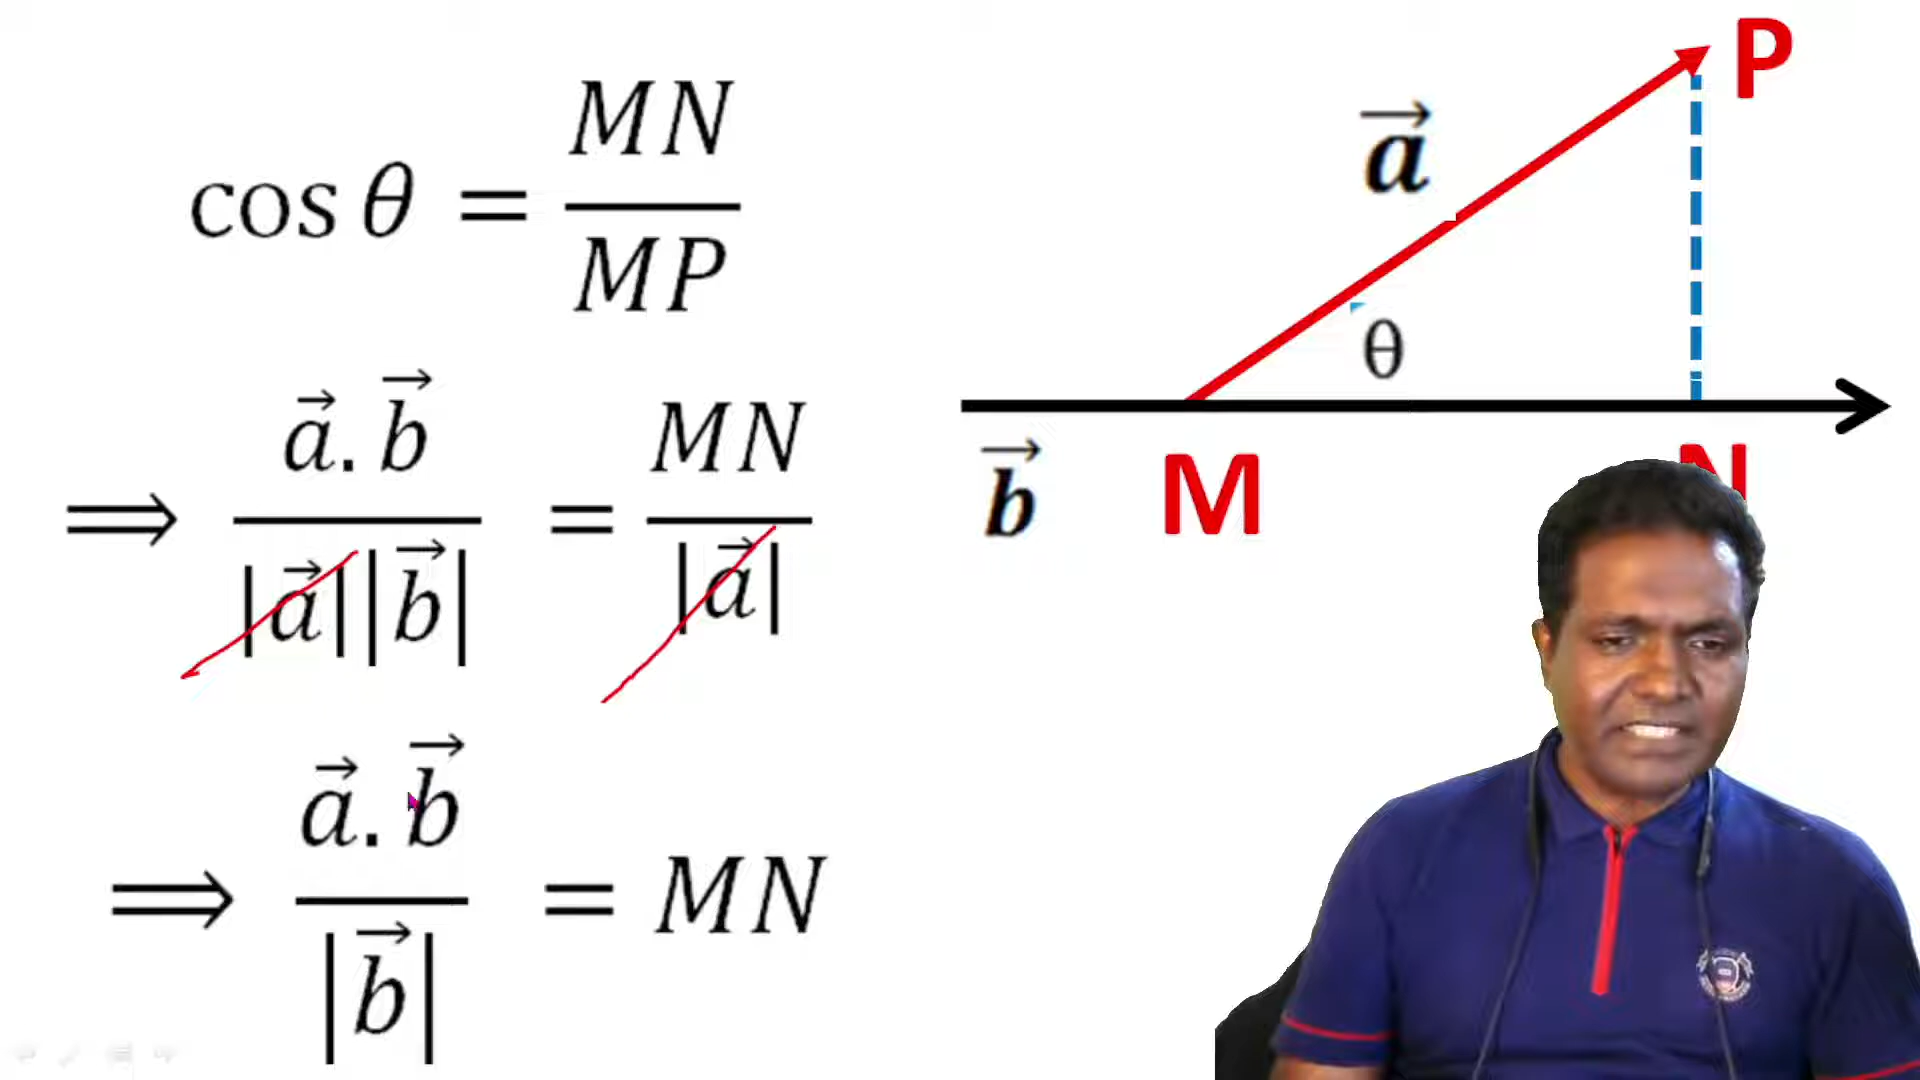 cos θ = MN / MP
⟹ a⃗. b⃗ / |a⃗||b⃗| = MN / |a⃗|
⟹ a⃗. b⃗ / |b⃗| = MN
P
a⃗
θ
b⃗ M N